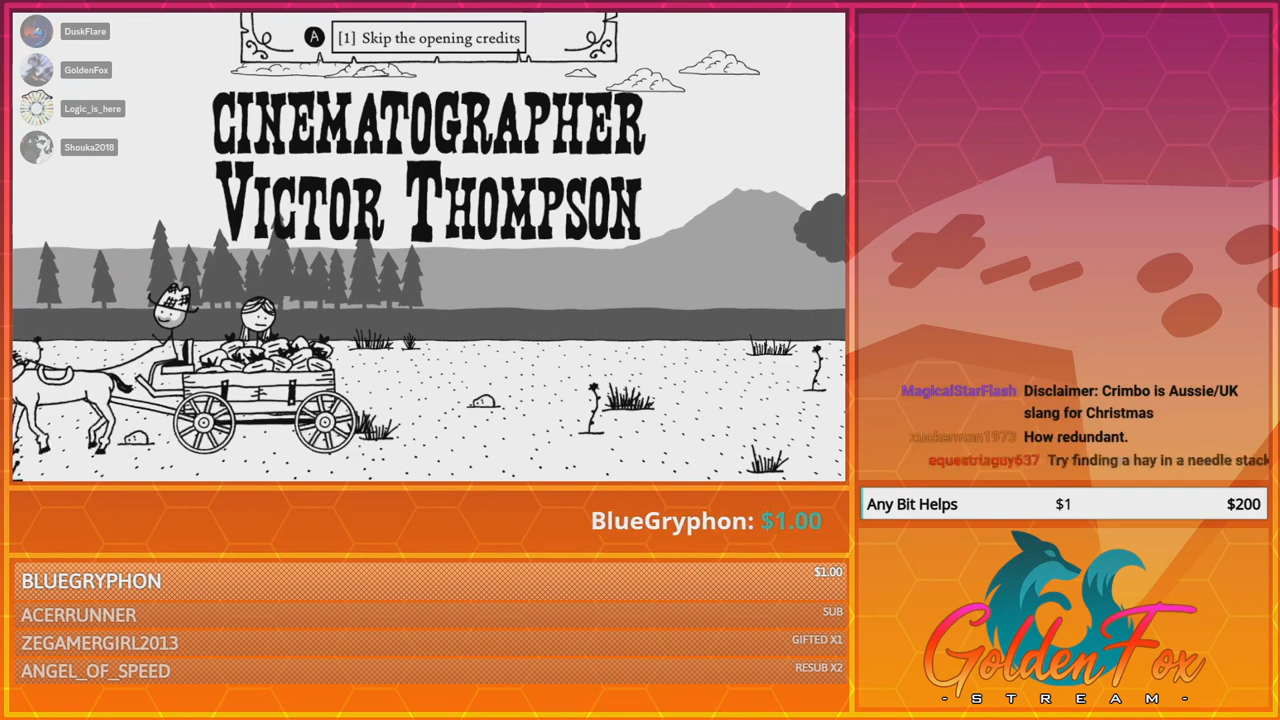 DuskFlare
GoldenFox
Logic_is_here
Shouka2018
A [1] Skip the opening credits
CINEMATOGRAPHER
VICTOR THOMPSON
MagicalStarFlash Disclaimer: Crimbo is Aussie/UK
slang for Christmas
zuckerman1973 How redundant.
equestriaguy637 Try finding a hay in a needle stack
Any Bit Helps $1 $200
BlueGryphon: $1.00
BLUEGRYPHON $1.00
ACERRUNNER SUB
ZEGAMERGIRL2013 GIFTED X1
ANGEL_OF_SPEED RESUB X2
GoldenFox
- S T R E A M -